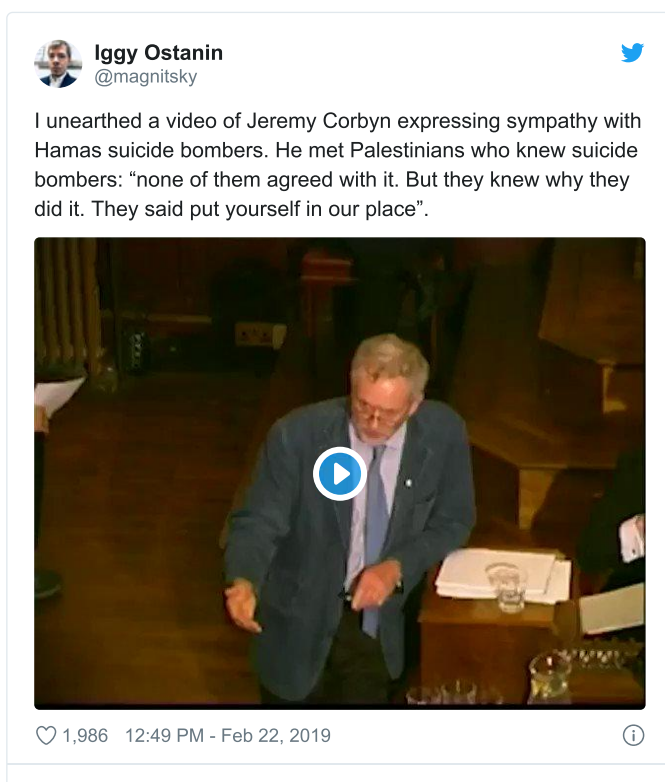 Iggy Ostanin
@magnitsky
I unearthed a video of Jeremy Corbyn expressing sympathy with
Hamas suicide bombers. He met Palestinians who knew suicide
bombers: “none of them agreed with it. But they knew why they
did it. They said put yourself in our place”.
1,986 12:49 PM - Feb 22, 2019